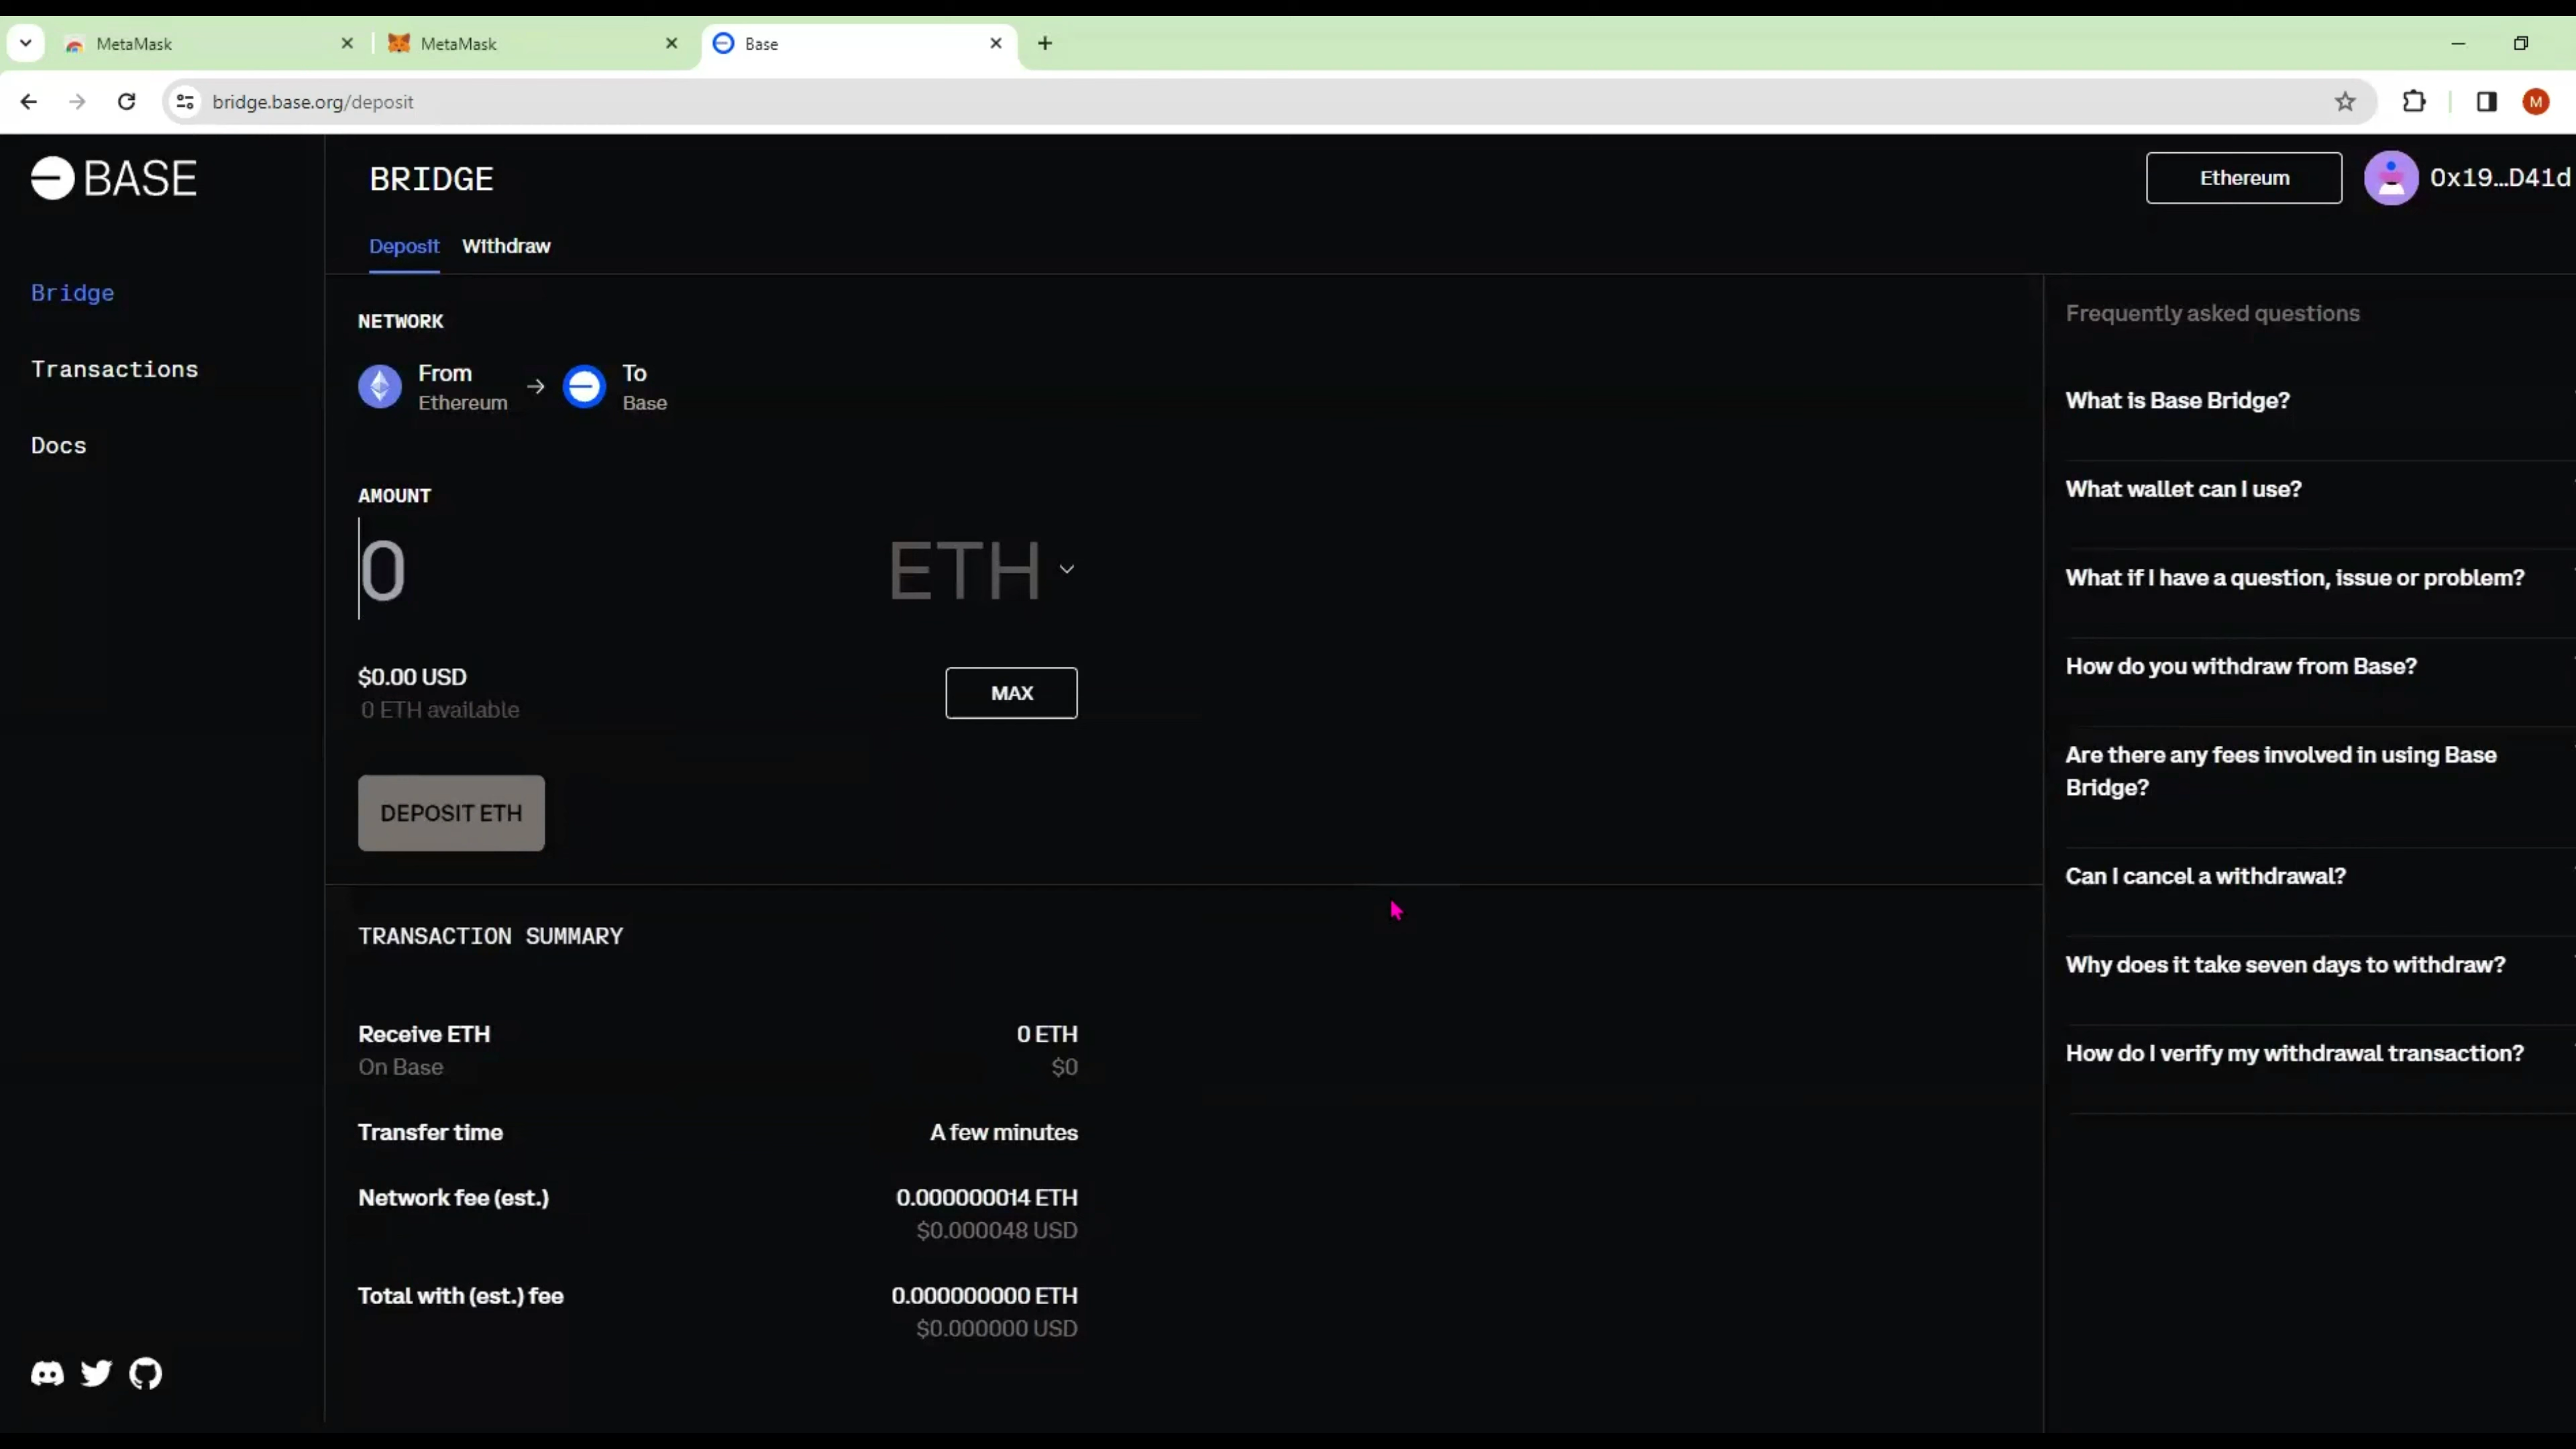 MetaMask
MetaMask
Base
bridge.base.org/deposit
M
BASE
BRIDGE
Ethereum
0x19...D41d
Deposit Withdraw
Bridge
Transactions
Docs
NETWORK
From
Ethereum
To
Base
AMOUNT
0
ETH
$0.00 USD
0 ETH available
MAX
DEPOSIT ETH
TRANSACTION SUMMARY
Receive ETH
0 ETH
On Base
$0
Transfer time
A few minutes
Network fee (est.)
0.000000014 ETH
$0.000048 USD
Total with (est.) fee
0.000000000 ETH
$0.000000 USD
Frequently asked questions
What is Base Bridge?
What wallet can I use?
What if I have a question, issue or problem?
How do you withdraw from Base?
Are there any fees involved in using Base
Bridge?
Can I cancel a withdrawal?
Why does it take seven days to withdraw?
How do I verify my withdrawal transaction?